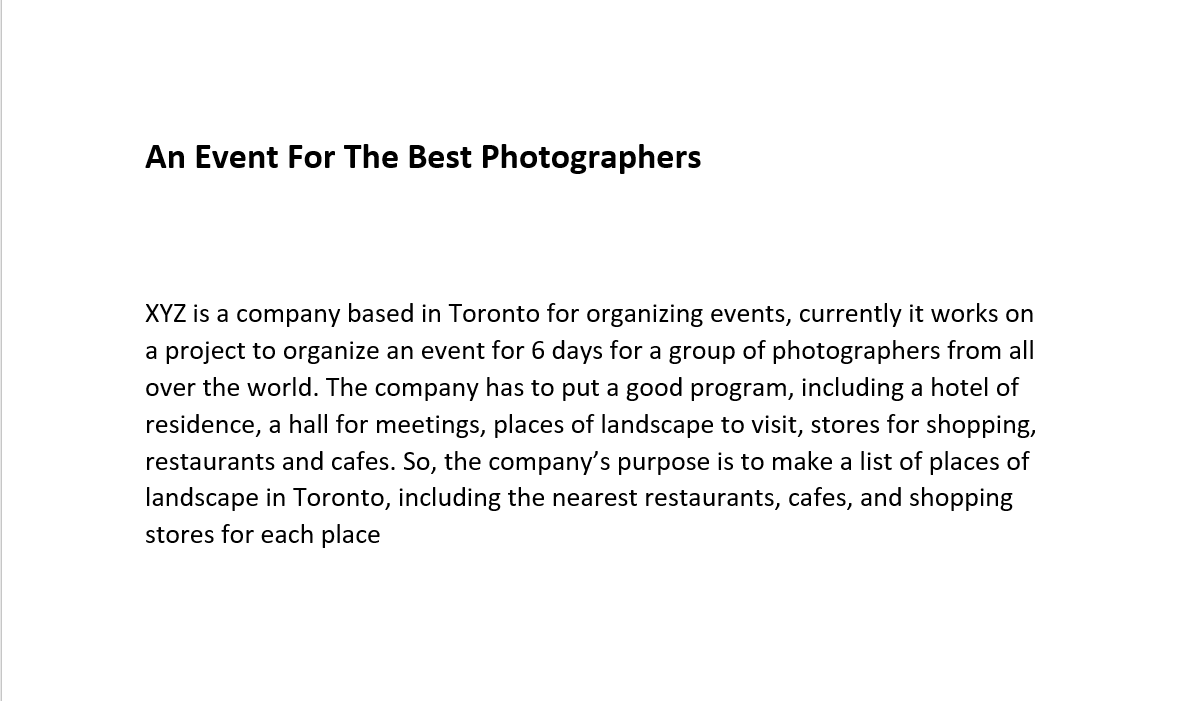 An Event For The Best Photographers
XYZ is a company based in Toronto for organizing events, currently it works on
a project to organize an event for 6 days for a group of photographers from all
over the world. The company has to put a good program, including a hotel of
residence, a hall for meetings, places of landscape to visit, stores for shopping,
restaurants and cafes. So, the company’s purpose is to make a list of places of
landscape in Toronto, including the nearest restaurants, cafes, and shopping
stores for each place